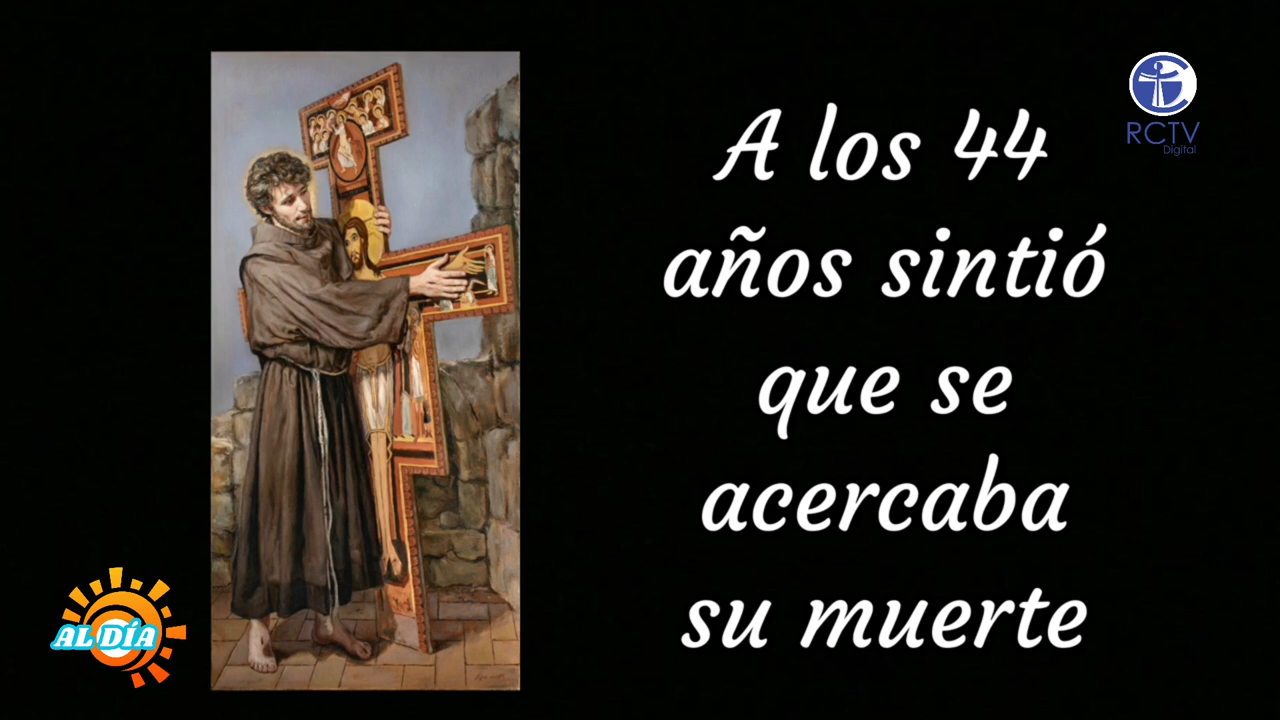 A los 44
años sintió
que se
acercaba
su muerte
RCTV
Digital
AL DÍA